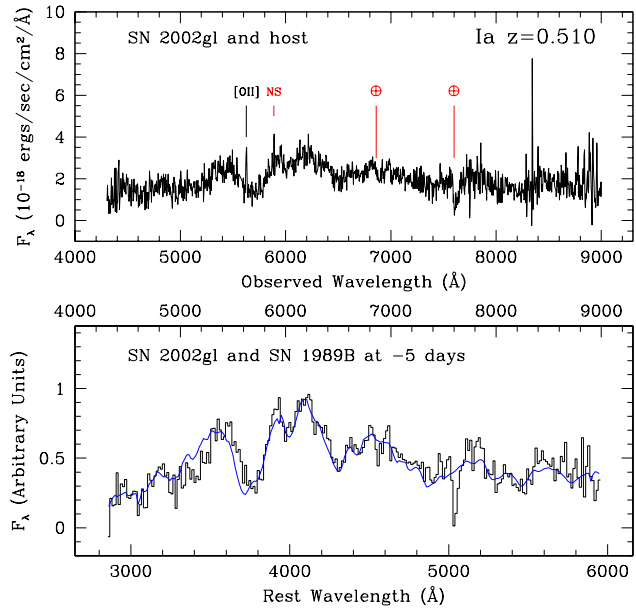 SN 2002gl and host
Ia z=0.510
[OII] NS ⊕ ⊕
F_λ (10⁻¹⁸ ergs/sec/cm²/Å/Å)
10
8
6
4
2
0
4000 5000 6000 7000 8000 9000
Observed Wavelength (Å)
4000 5000 6000 7000 8000 9000
SN 2002gl and SN 1989B at −5 days
F_λ (Arbitrary Units)
1
0.5
0
3000 4000 5000 6000
Rest Wavelength (Å)